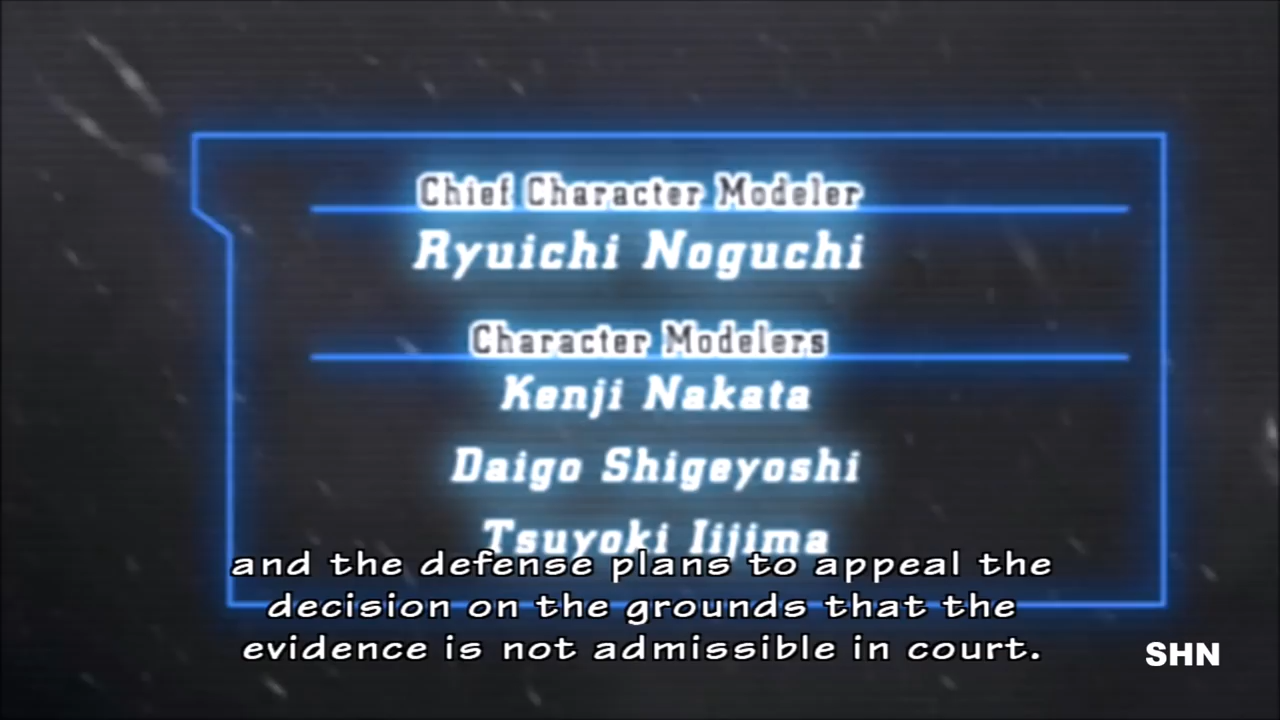 Chief Character Modeler
Ryuichi Noguchi
Character Modelers
Kenji Nakata
Daigo Shigeyoshi
Tsuyoki Iijima
and the defense plans to appeal the
decision on the grounds that the
evidence is not admissible in court.
SHN